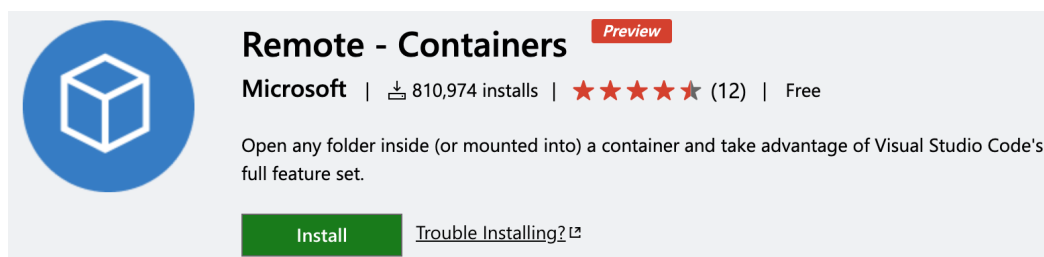 Remote - Containers Preview
Microsoft | 810,974 installs | (12) | Free
Open any folder inside (or mounted into) a container and take advantage of Visual Studio Code's
full feature set.
Install Trouble Installing?